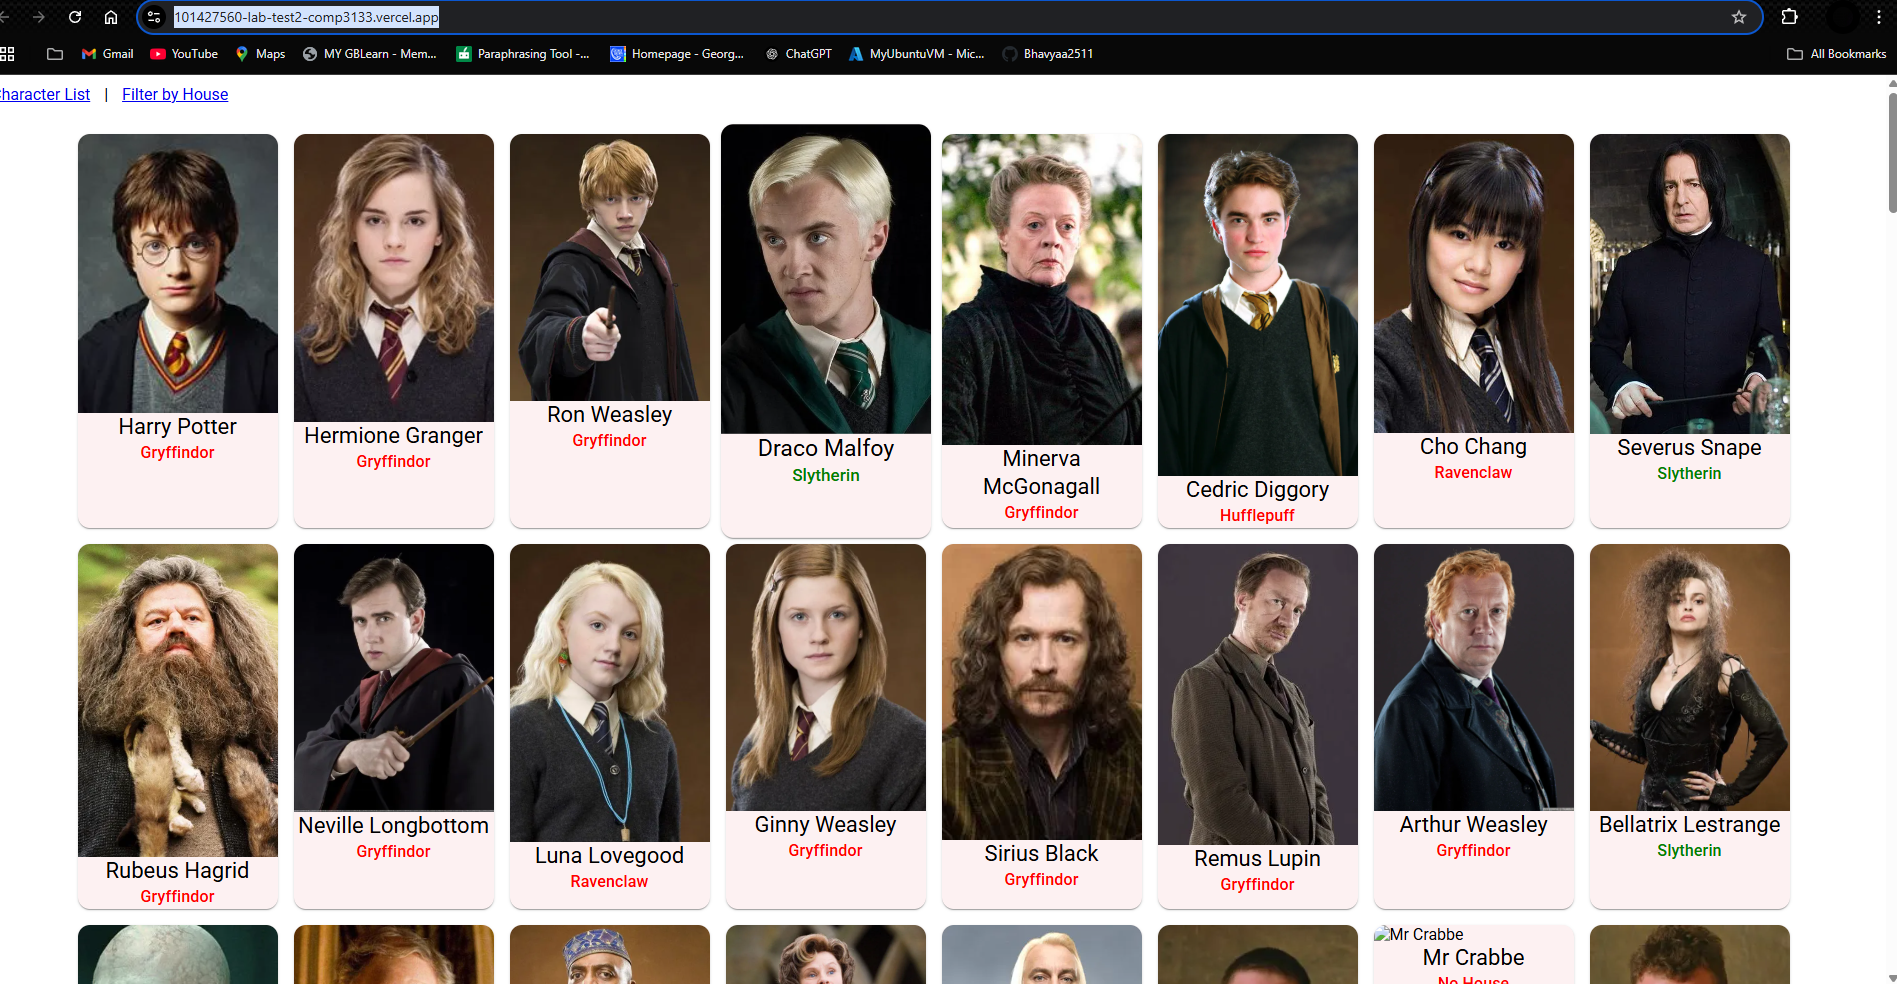 101427560-lab-test2-comp3133.vercel.app
Gmail YouTube Maps MY GBLearn - Mem... Paraphrasing Tool -... Homepage - Georg... ChatGPT MyUbuntuVM - Mic... Bhavyaa2511 All Bookmarks
haracter List | Filter by House
Harry Potter
Gryffindor
Hermione Granger
Gryffindor
Ron Weasley
Gryffindor
Draco Malfoy
Slytherin
Minerva
McGonagall
Gryffindor
Cedric Diggory
Hufflepuff
Cho Chang
Ravenclaw
Severus Snape
Slytherin
Rubeus Hagrid
Gryffindor
Neville Longbottom
Gryffindor
Luna Lovegood
Ravenclaw
Ginny Weasley
Gryffindor
Sirius Black
Gryffindor
Remus Lupin
Gryffindor
Arthur Weasley
Gryffindor
Bellatrix Lestrange
Slytherin
Mr Crabbe
Mr Crabbe
No House